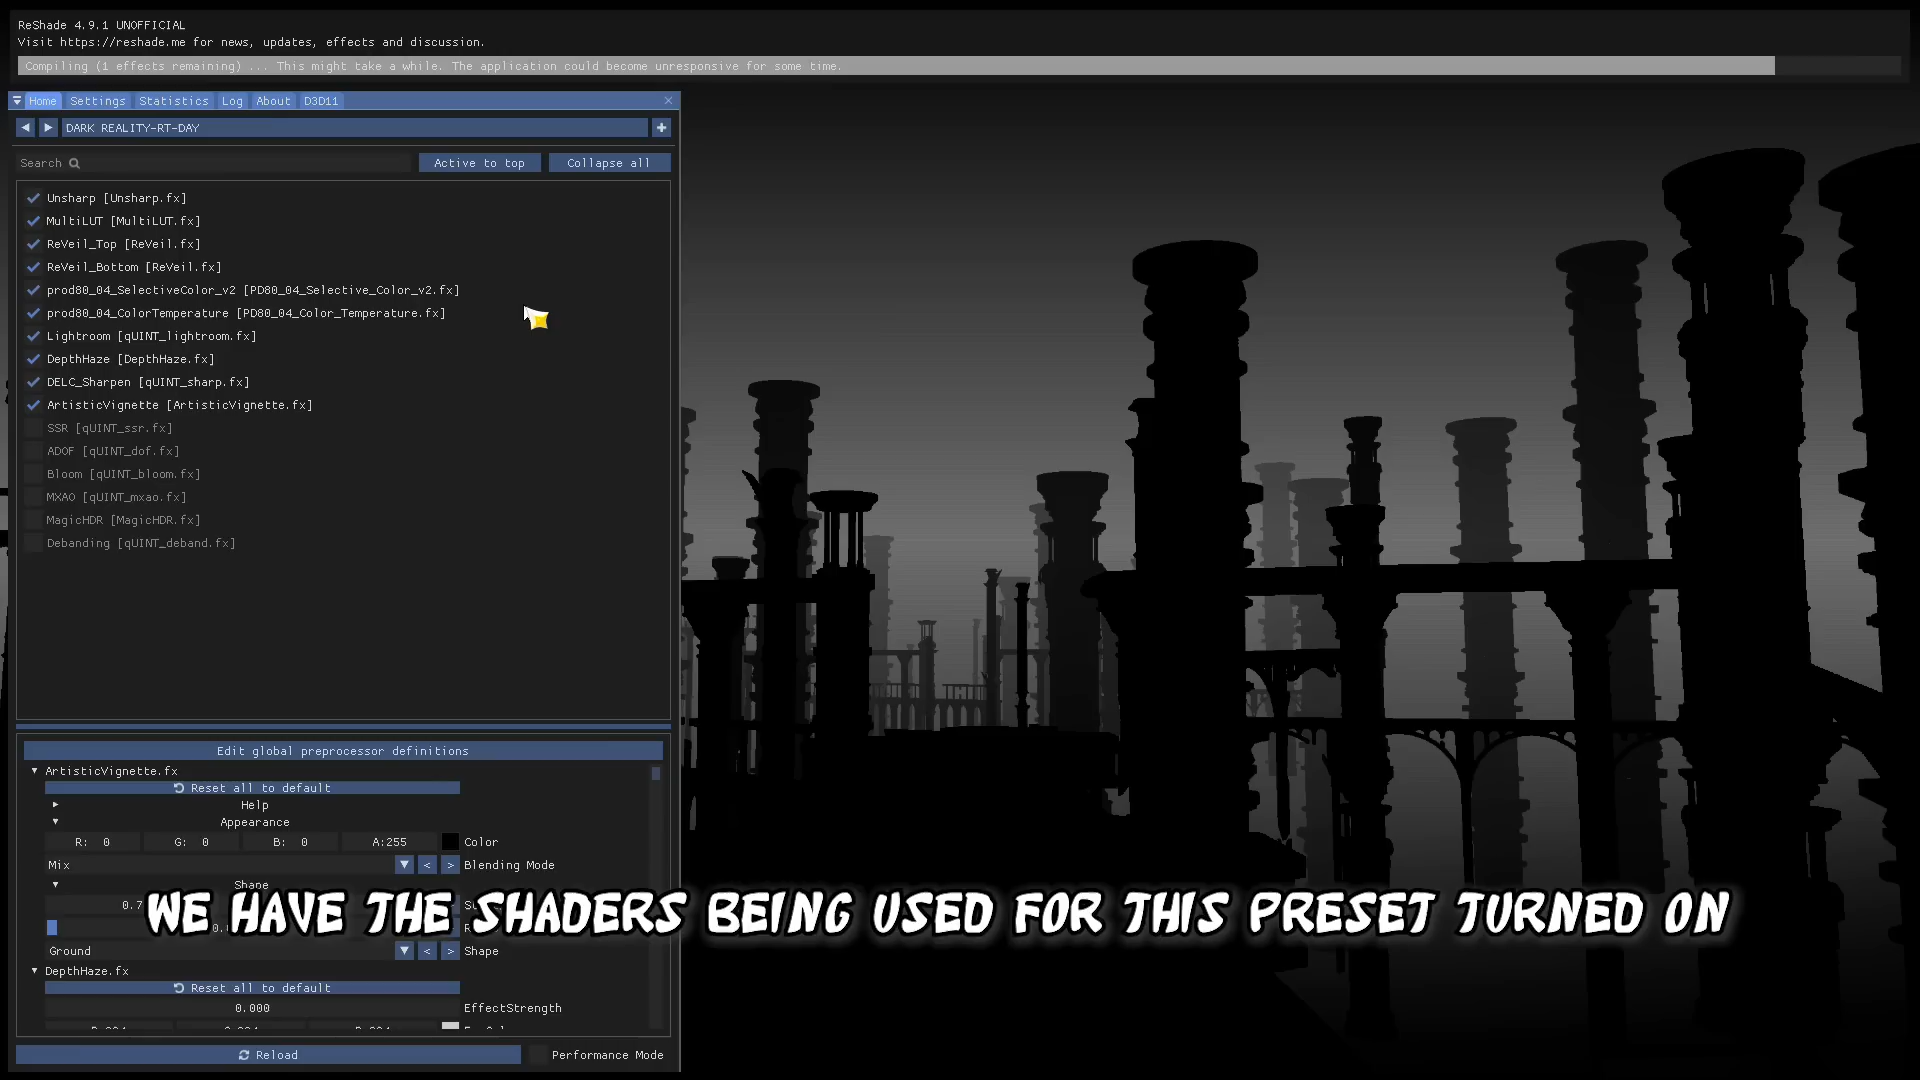 ReShade 4.9.1 UNOFFICIAL
Visit https://reshade.me for news, updates, effects and discussion.
Compiling (1 effects remaining) ... This might take a while. The application could become unresponsive for some time.
Home Settings Statistics Log About D3D11
DARK REALITY-RT-DAY
Search Active to top Collapse all
Unsharp [Unsharp.fx]
MultiLUT [MultiLUT.fx]
ReVeil_Top [ReVeil.fx]
ReVeil_Bottom [ReVeil.fx]
prod80_04_SelectiveColor_v2 [PD80_04_Selective_Color_v2.fx]
prod80_04_ColorTemperature [PD80_04_Color_Temperature.fx]
Lightroom [qUINT_lightroom.fx]
DepthHaze [DepthHaze.fx]
DELC_Sharpen [qUINT_sharp.fx]
ArtisticVignette [ArtisticVignette.fx]
SSR [qUINT_ssr.fx]
ADOF [qUINT_dof.fx]
Bloom [qUINT_bloom.fx]
MXAO [qUINT_mxao.fx]
MagicHDR [MagicHDR.fx]
Debanding [qUINT_deband.fx]
Edit global preprocessor definitions
ArtisticVignette.fx
Reset all to default
Help
Appearance
R: 0 G: 0 B: 0 A:255 Color
Mix < > Blending Mode
Shape
WE HAVE THE SHADERS BEING USED FOR THIS PRESET TURNED ON
Ground < > Shape
DepthHaze.fx
Reset all to default
0.000 EffectStrength
Reload Performance Mode